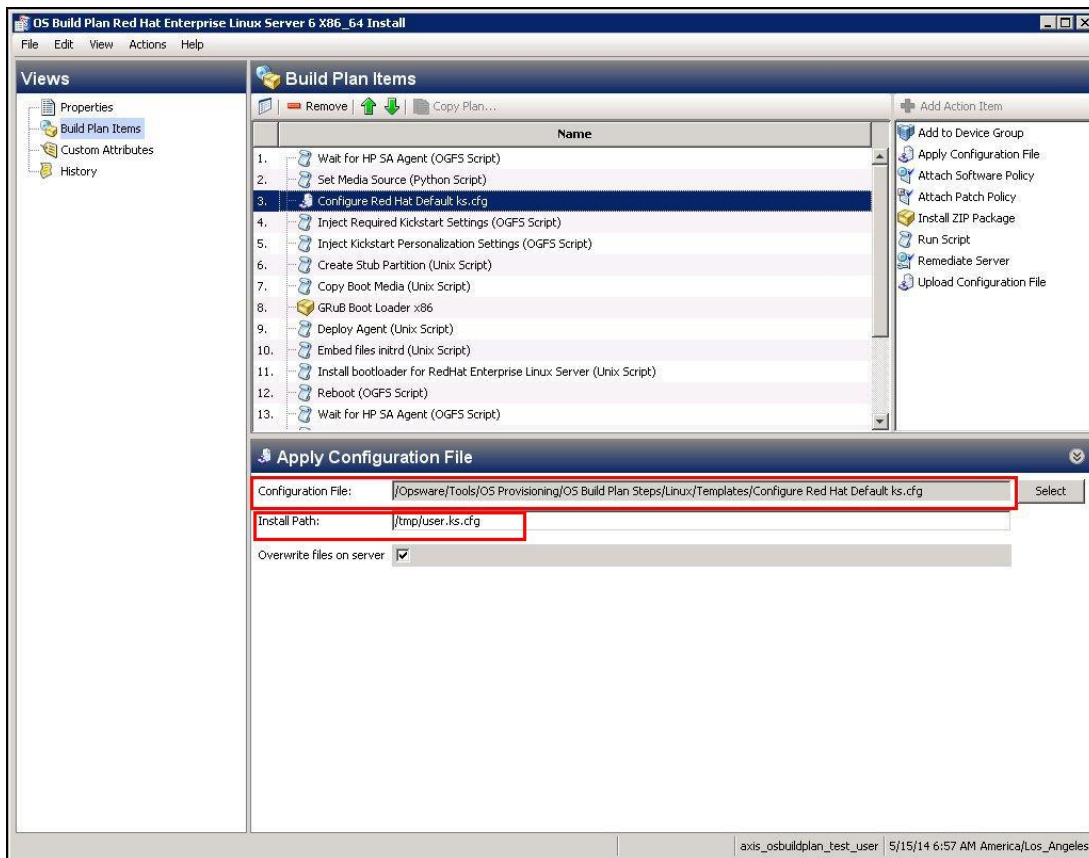 OS Build Plan Red Hat Enterprise Linux Server 6 X86_64 Install
File Edit View Actions Help
Views
Properties
Build Plan Items
Custom Attributes
History
Build Plan Items
Remove Copy Plan...
Name
1. Wait for HP SA Agent (OGFS Script)
2. Set Media Source (Python Script)
3. Configure Red Hat Default ks.cfg
4. Inject Required Kickstart Settings (OGFS Script)
5. Inject Kickstart Personalization Settings (OGFS Script)
6. Create Stub Partition (Unix Script)
7. Copy Boot Media (Unix Script)
8. GRuB Boot Loader x86
9. Deploy Agent (Unix Script)
10. Embed files initrd (Unix Script)
11. Install bootloader for RedHat Enterprise Linux Server (Unix Script)
12. Reboot (OGFS Script)
13. Wait for HP SA Agent (OGFS Script)
Add Action Item
Add to Device Group
Apply Configuration File
Attach Software Policy
Attach Patch Policy
Install ZIP Package
Run Script
Remediate Server
Upload Configuration File
Apply Configuration File
Configuration File: /Opsware/Tools/OS Provisioning/OS Build Plan Steps/Linux/Templates/Configure Red Hat Default ks.cfg Select
Install Path: /tmp/user.ks.cfg
Overwrite files on server
axis_osbuildplan_test_user 5/15/14 6:57 AM America/Los_Angeles